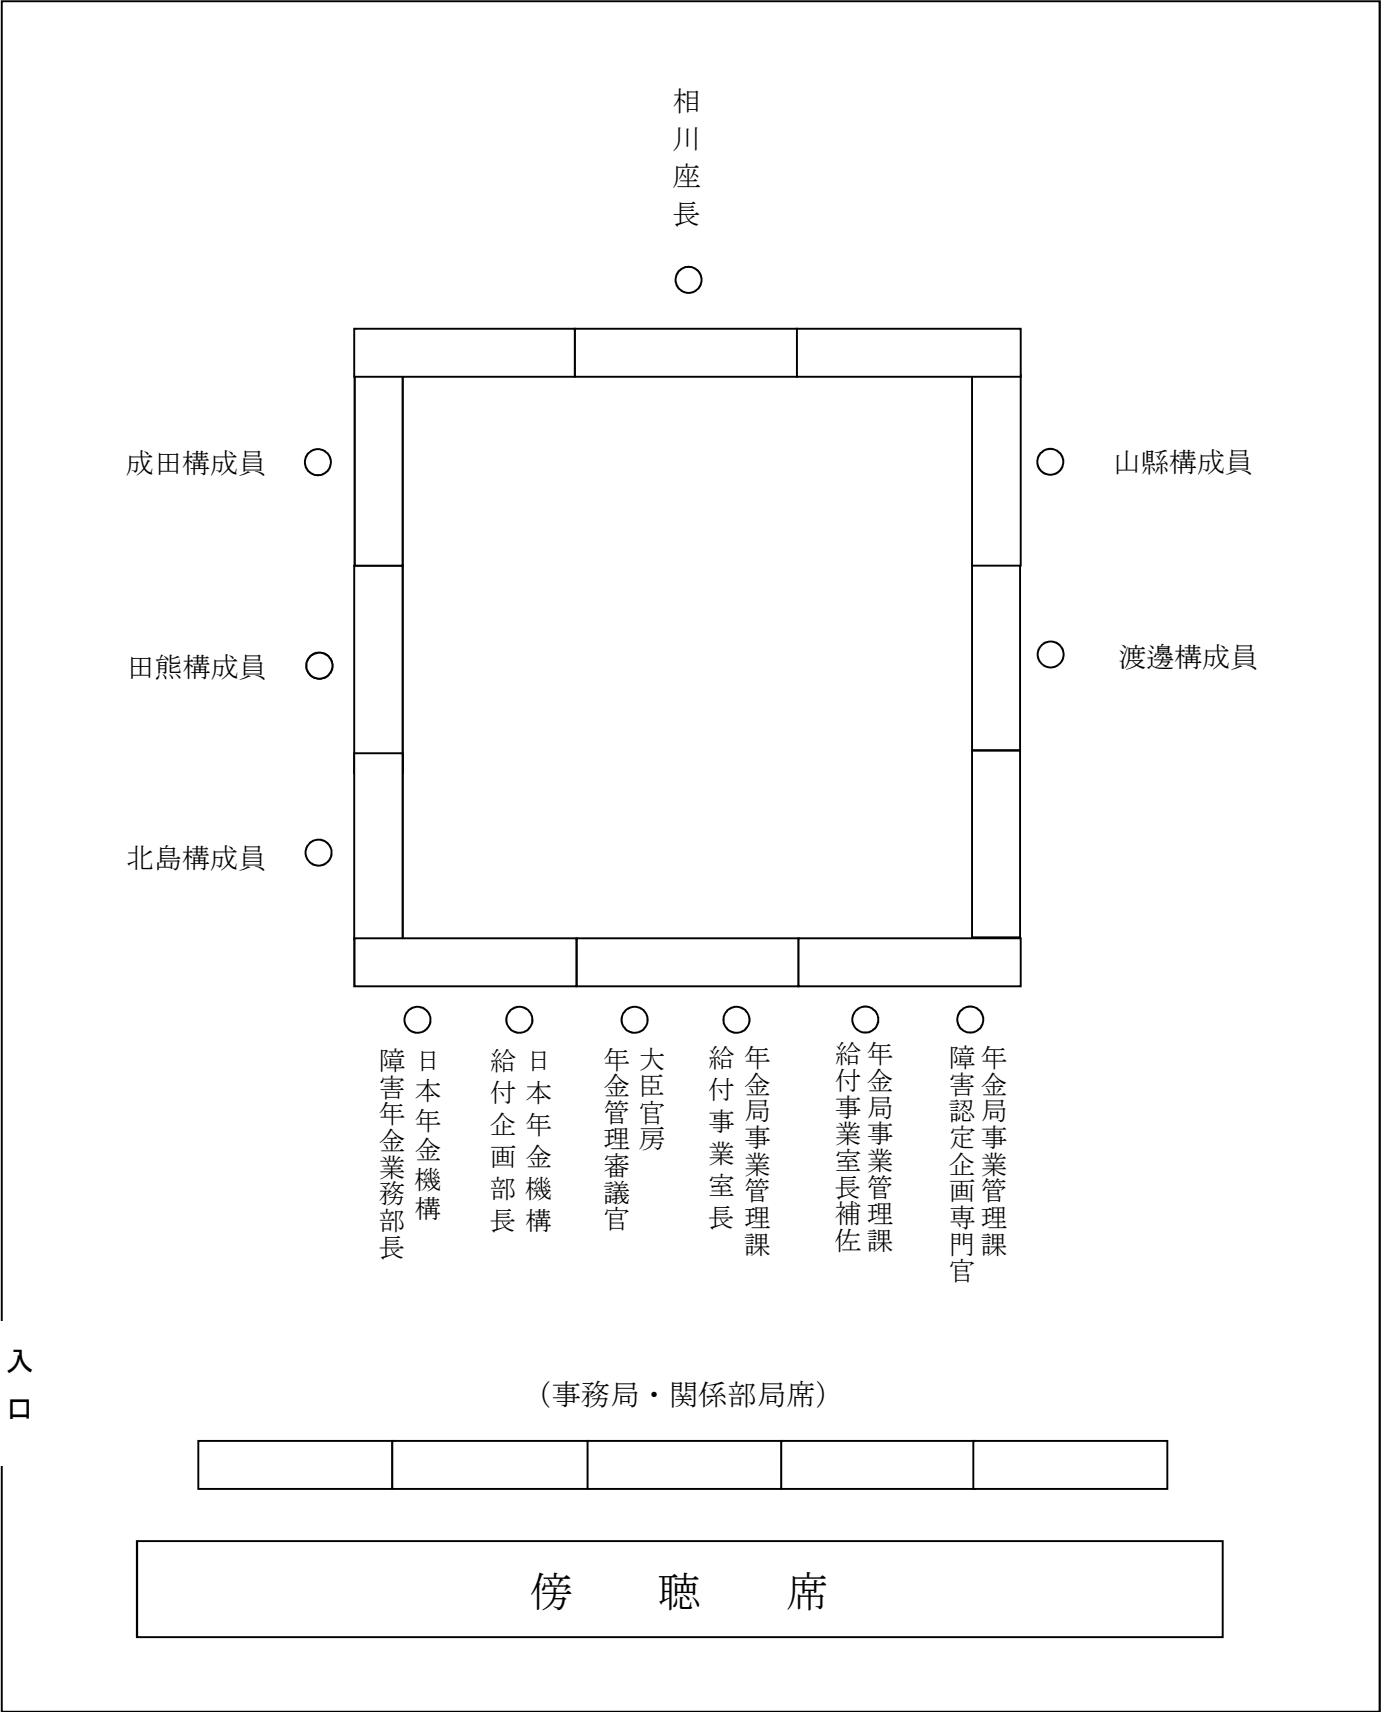 相川座長
成田構成員
山縣構成員
田熊構成員
渡邊構成員
北島構成員
日本年金機構
障害年金業務部長
日本年金機構
給付企画部長
大臣官房
年金管理審議官
年金局事業管理課
給付事業室長
年金局事業管理課
給付事業室長補佐
年金局事業管理課
障害認定企画専門官
入口
（事務局・関係部局席）
傍聴席